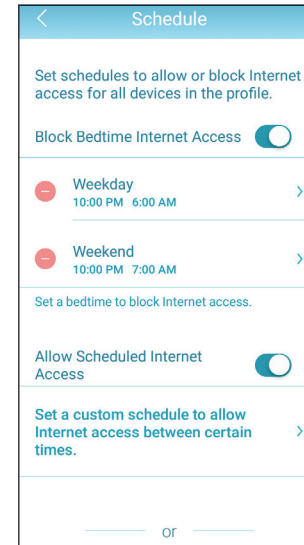 Schedule
Set schedules to allow or block Internet
access for all devices in the profile.
Block Bedtime Internet Access
Weekday
10:00 PM 6:00 AM
Weekend
10:00 PM 7:00 AM
Set a bedtime to block Internet access.
Allow Scheduled Internet
Access
Set a custom schedule to allow
Internet access between certain
times.
or